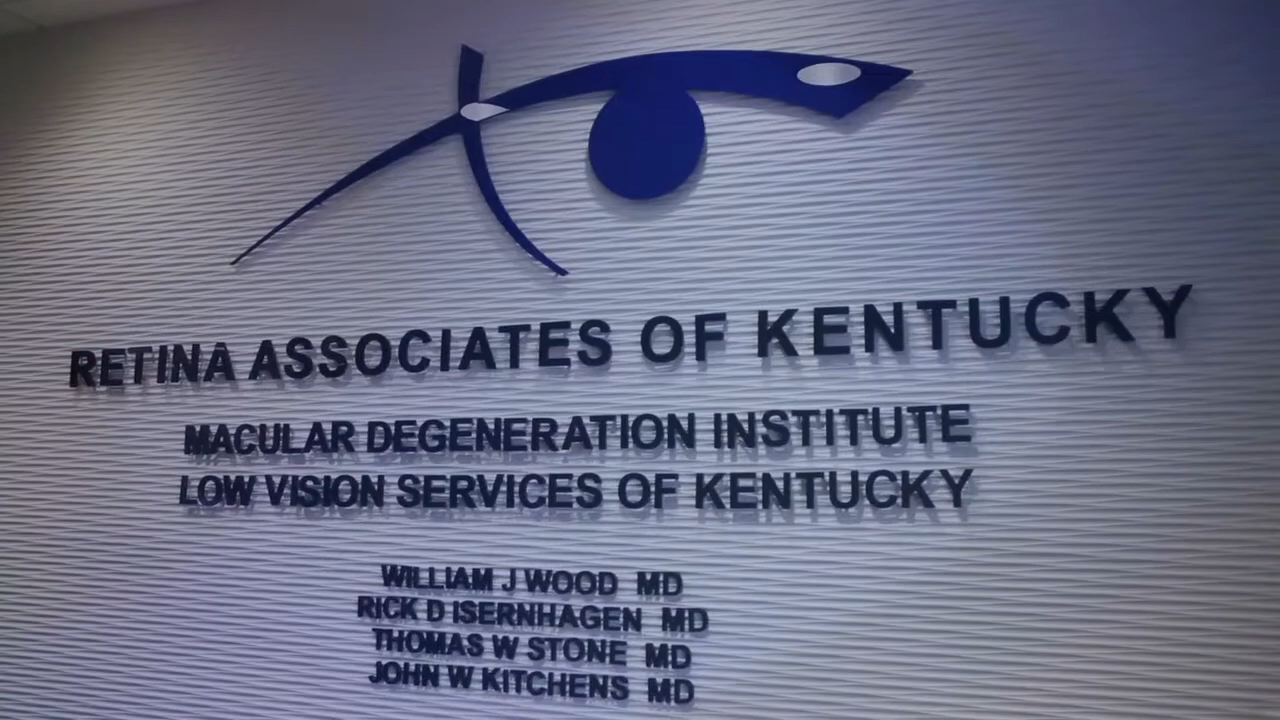 RETINA ASSOCIATES OF KENTUCKY
MACULAR DEGENERATION INSTITUTE
LOW VISION SERVICES OF KENTUCKY
WILLIAM J WOOD MD
RICK D ISERNHAGEN MD
THOMAS W STONE MD
JOHN W KITCHENS MD